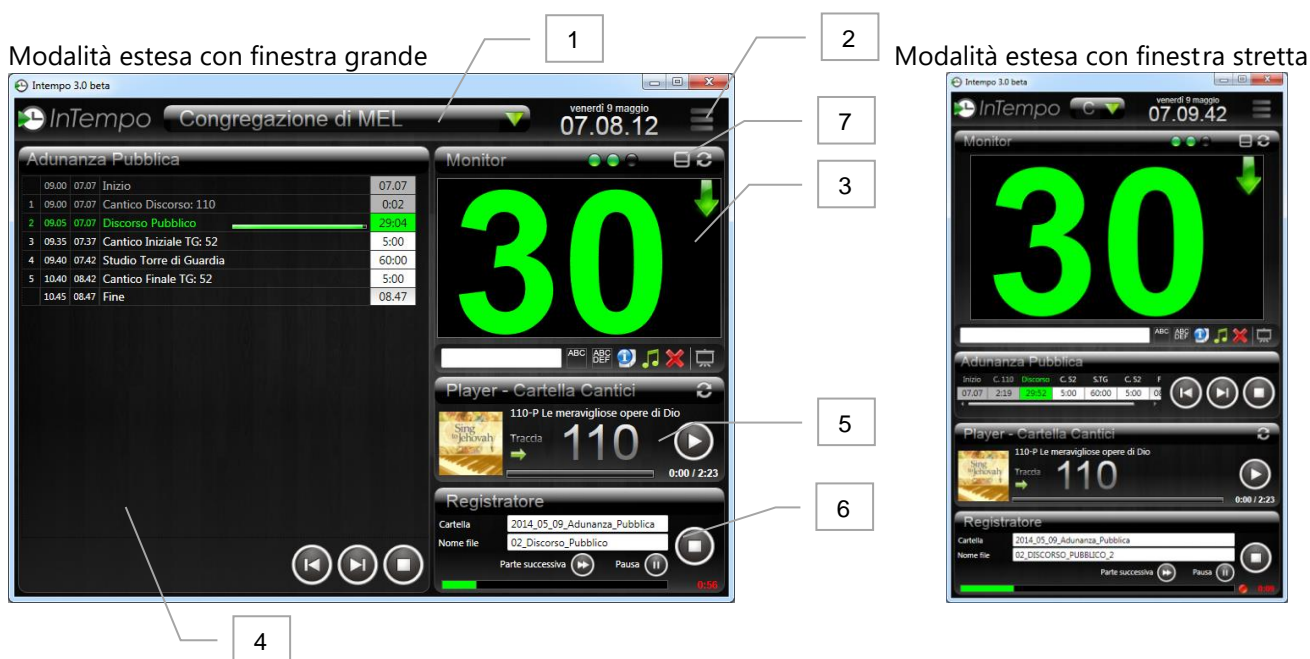 1
2
Modalità estesa con finestra grande
Modalità estesa con finestra stretta
Intempo 3.0 beta
InTempo Congregazione di MEL venerdì 9 maggio
07.08.12
7
3
5
6
4
Adunanza Pubblica
09.00 07.07 Inizio 07.07
1 09.00 07.07 Cantico Discorso: 110 0:02
2 09.05 07.07 Discorso Pubblico 29:04
3 09.35 07.37 Cantico Iniziale TG: 52 5:00
4 09.40 07.42 Studio Torre di Guardia 60:00
5 10.40 08.42 Cantico Finale TG: 52 5:00
10.45 08.47 Fine 08.47
Monitor
30
ABC ABC DEF
Player - Cartella Cantici
110-P Le meravigliose opere di Dio
Sing to Jehovah
Traccia 110
0:00 / 2:23
Registratore
Cartella 2014_05_09_Adunanza_Pubblica
Nome file 02_Discorso_Pubblico
Parte successiva Pausa
0:56
Intempo 3.0 beta
InTempo C venerdì 9 maggio
07.09.42
Monitor
30
ABC ABC DEF
Adunanza Pubblica
Inizio C. 110 Discorso C. 52 S.TG C. 52 F
07.07 2:19 29:52 5:00 60:00 5:00
Player - Cartella Cantici
110-P Le meravigliose opere di Dio
Sing to Jehovah
Traccia 110
0:00 / 2:23
Registratore
Cartella 2014_05_09_Adunanza_Pubblica
Nome file 02_DISCORSO_PUBBLICO_2
Parte successiva Pausa